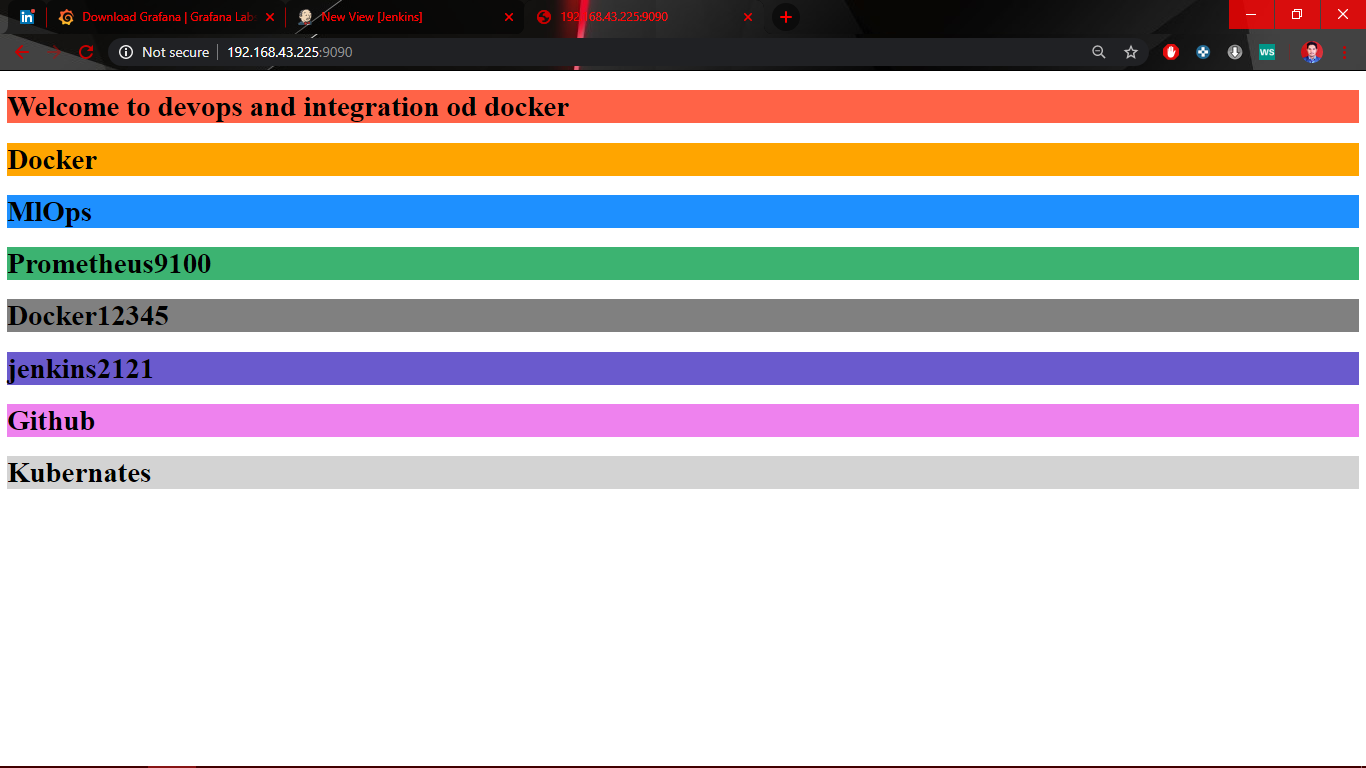 in
Download Grafana | Grafana Labs
New View [Jenkins]
192.168.43.225:9090
Not secure
192.168.43.225:9090
WS
Welcome to devops and integration od docker
Docker
MlOps
Prometheus9100
Docker12345
jenkins2121
Github
Kubernates